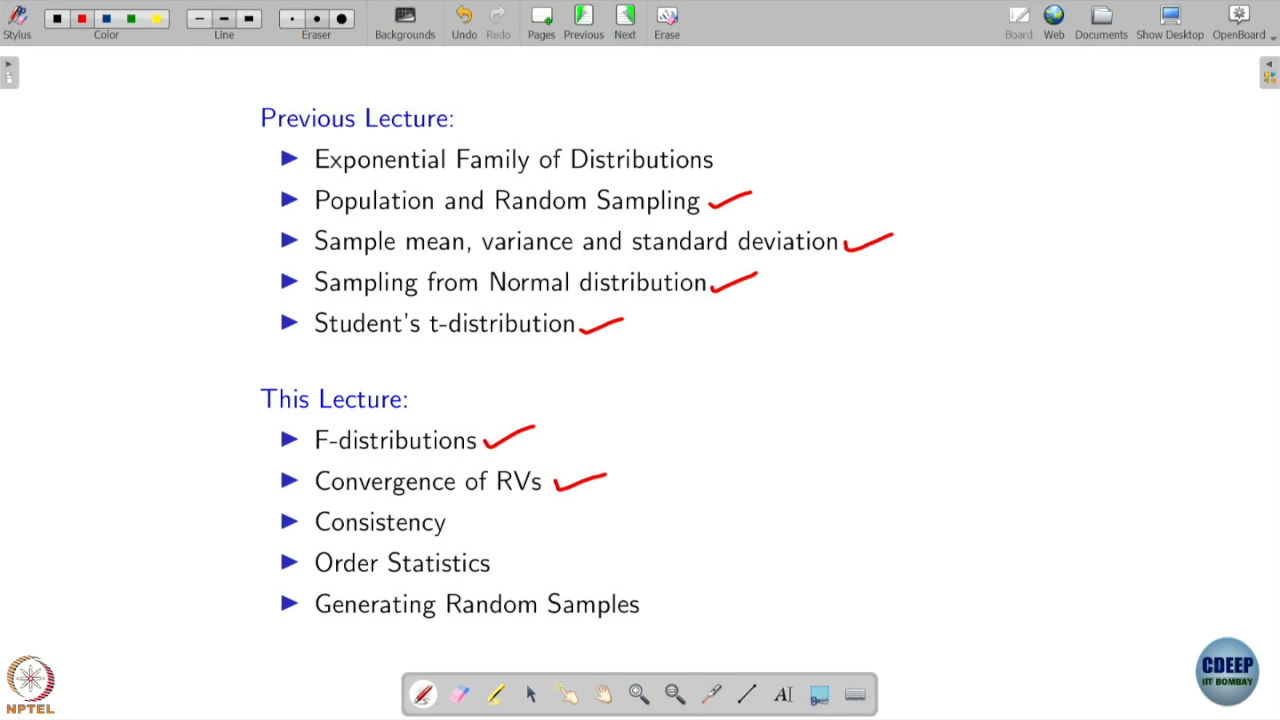 Stylus Color Line Eraser Backgrounds Undo Redo Pages Previous Next Erase Board Web Documents Show Desktop OpenBoard
Previous Lecture:
Exponential Family of Distributions
Population and Random Sampling
Sample mean, variance and standard deviation
Sampling from Normal distribution
Student's t-distribution
This Lecture:
F-distributions
Convergence of RVs
Consistency
Order Statistics
Generating Random Samples
NPTEL
CDEEP
IIT BOMBAY